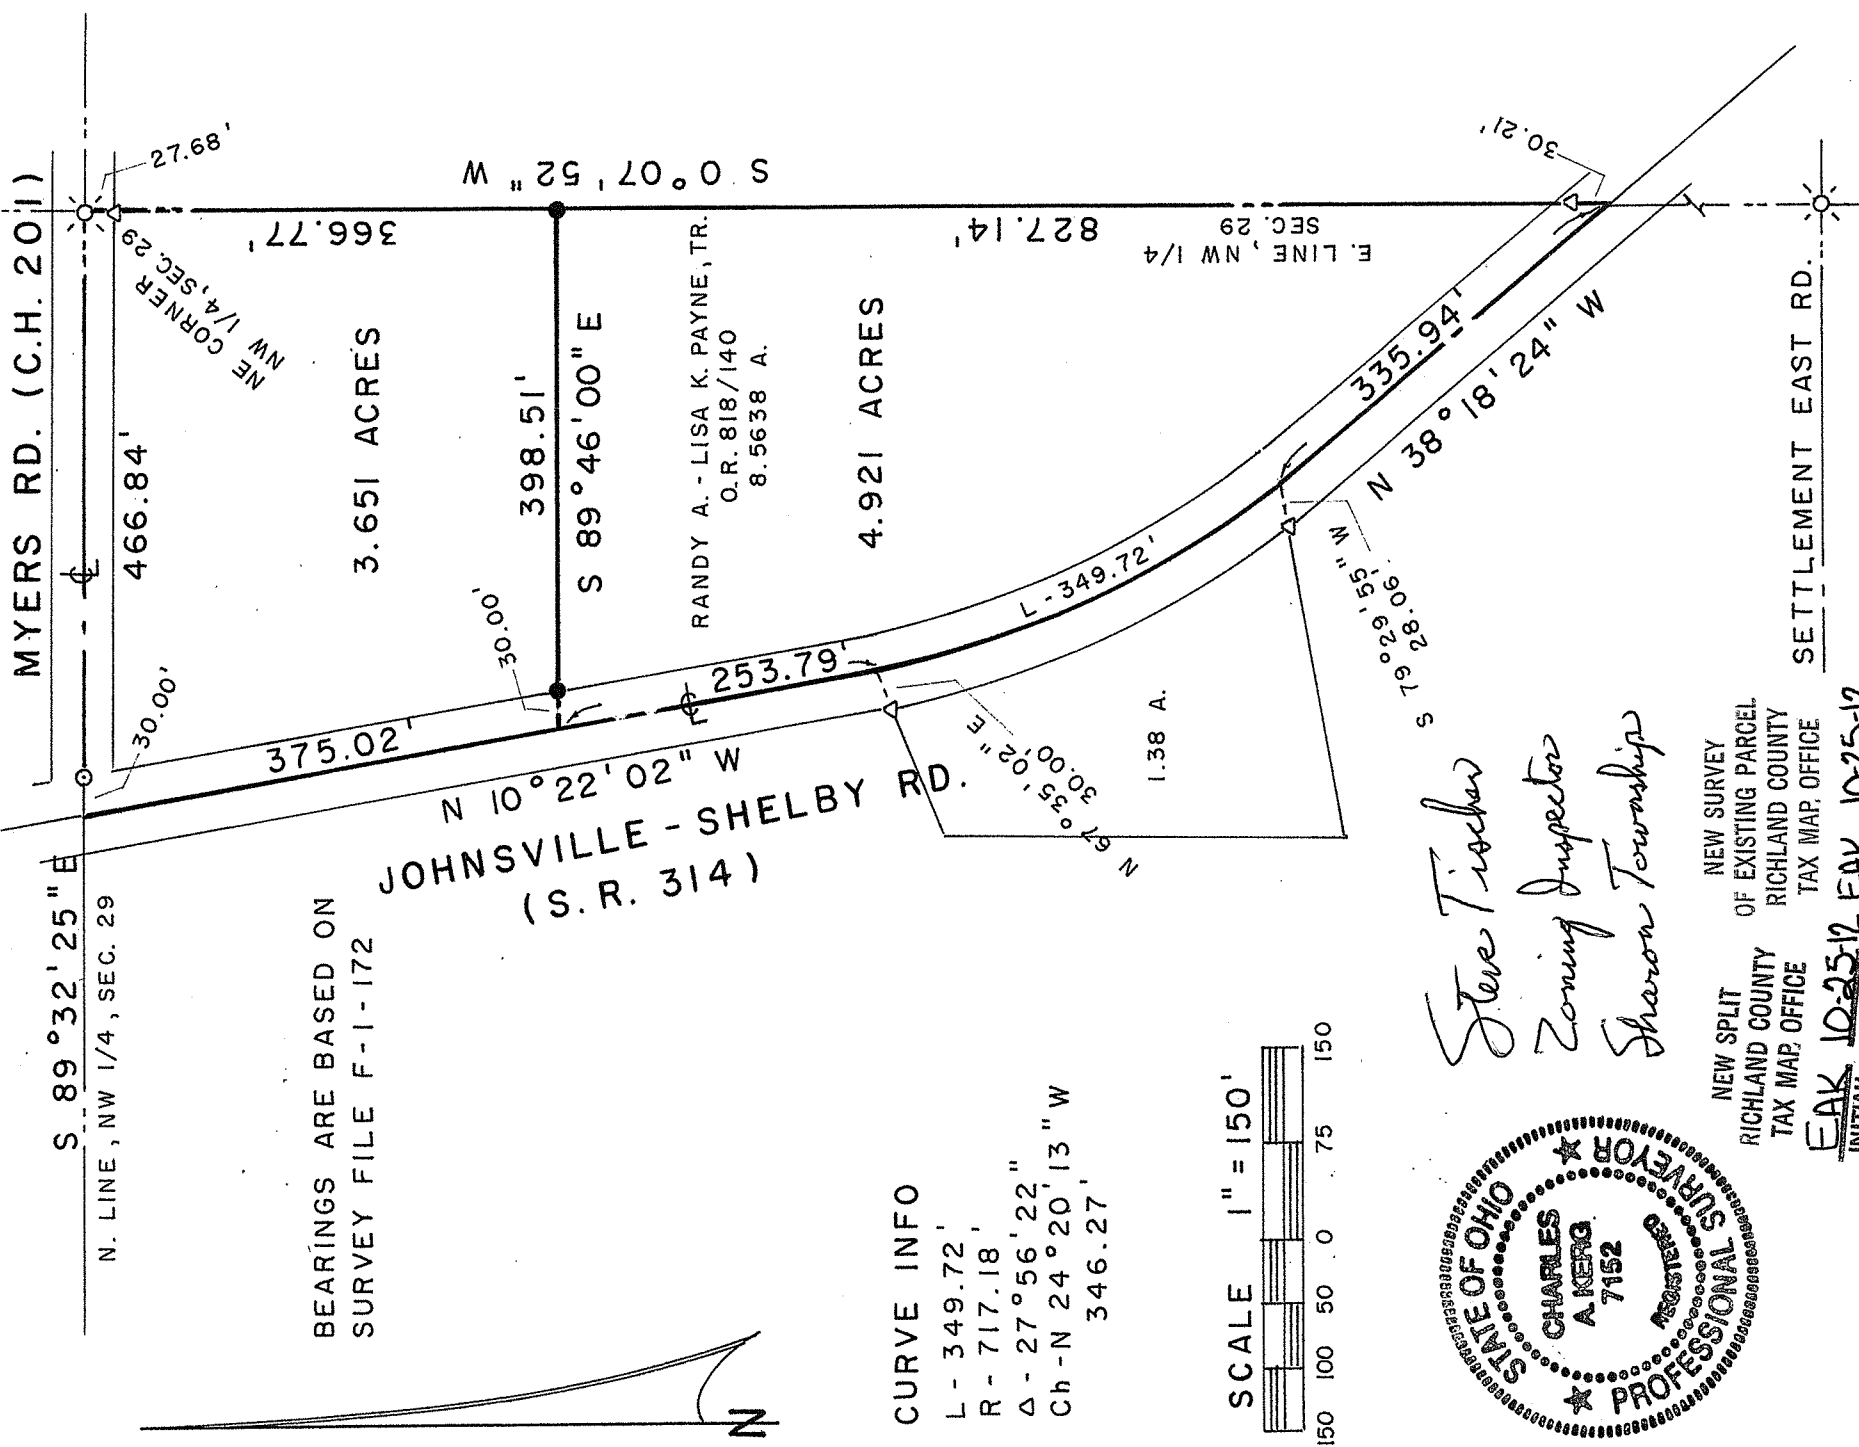 MYERS RD. (C.H. 201)
27.68'
NE CORNER
NW 1/4, SEC. 29
466.84'
30.00'
S 89°32'25" E
N. LINE, NW 1/4, SEC. 29
366.77'
S 0°07'52" W
3.651 ACRES
375.02'
398.51'
S 89°46'00" E
30.00'
RANDY A. - LISA K. PAYNE, TR.
O.R. 818/140
8.5638 A.
827.14'
E. LINE, NW 1/4
SEC. 29
30.21'
4.921 ACRES
253.79'
N 10°22'02" W
JOHNSVILLE - SHELBY RD.
(S.R. 314)
L - 349.72'
335.94'
N 38°18'24" W
N 67°35'02" E
30.00'
1.38 A.
S 79°29'55" W
28.06'
SETTLEMENT EAST RD.
BEARINGS ARE BASED ON
SURVEY FILE F-1-172
N
CURVE INFO
L - 349.72'
R - 717.18'
Δ - 27°56'22"
Ch - N 24°20'13" W
346.27'
SCALE 1" = 150'
150 100 50 0 75 150
Steve Tischer
Zoning Inspector
Sharon Township
STATE OF OHIO
CHARLES
A. KERG
7152
REGISTERED
PROFESSIONAL SURVEYOR
NEW SPLIT
RICHLAND COUNTY
TAX MAP, OFFICE
EAK 10-25-12
INITIAL
NEW SURVEY
OF EXISTING PARCEL
RICHLAND COUNTY
TAX MAP, OFFICE
EAK 10-25-12